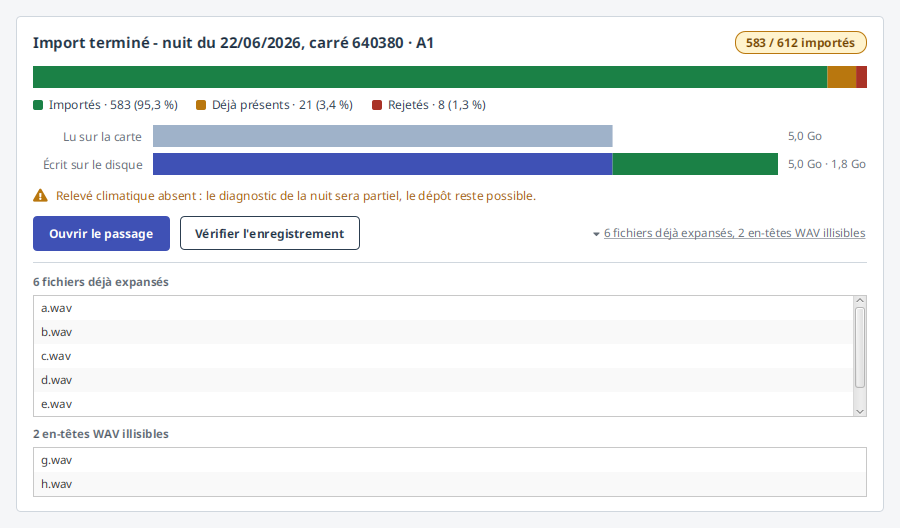 Import terminé - nuit du 22/06/2026, carré 640380 · A1
583 / 612 importés
Importés · 583 (95,3 %)
Déjà présents · 21 (3,4 %)
Rejetés · 8 (1,3 %)
Lu sur la carte
5,0 Go
Écrit sur le disque
5,0 Go · 1,8 Go
Relevé climatique absent : le diagnostic de la nuit sera partiel, le dépôt reste possible.
Ouvrir le passage
Vérifier l'enregistrement
6 fichiers déjà expansés, 2 en-têtes WAV illisibles
6 fichiers déjà expansés
a.wav
b.wav
c.wav
d.wav
e.wav
2 en-têtes WAV illisibles
g.wav
h.wav